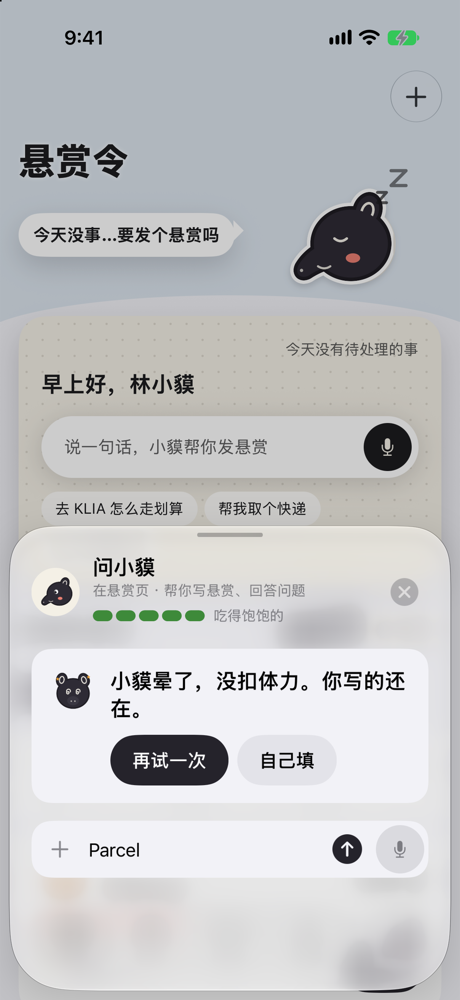 9:41
悬赏令
z
z
今天没事...要发个悬赏吗
今天没有待处理的事
早上好，林小貘
说一句话，小貘帮你发悬赏
去 KLIA 怎么走划算
帮我取个快递
问小貘
在悬赏页 · 帮你写悬赏、回答问题
吃得饱饱的
小貘晕了，没扣体力。你写的还
在。
再试一次
自己填
Parcel